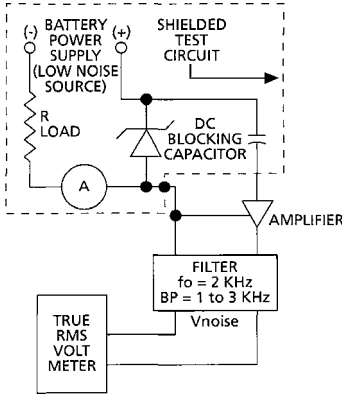 (-) BATTERY (+)
POWER
SUPPLY
(LOW NOISE
SOURCE)
SHIELDED
TEST
CIRCUIT
R
LOAD
DC
BLOCKING
CAPACITOR
A
AMPLIFIER
FILTER
fo = 2 KHz
BP = 1 to 3 KHz
Vnoise
TRUE
RMS
VOLT
METER